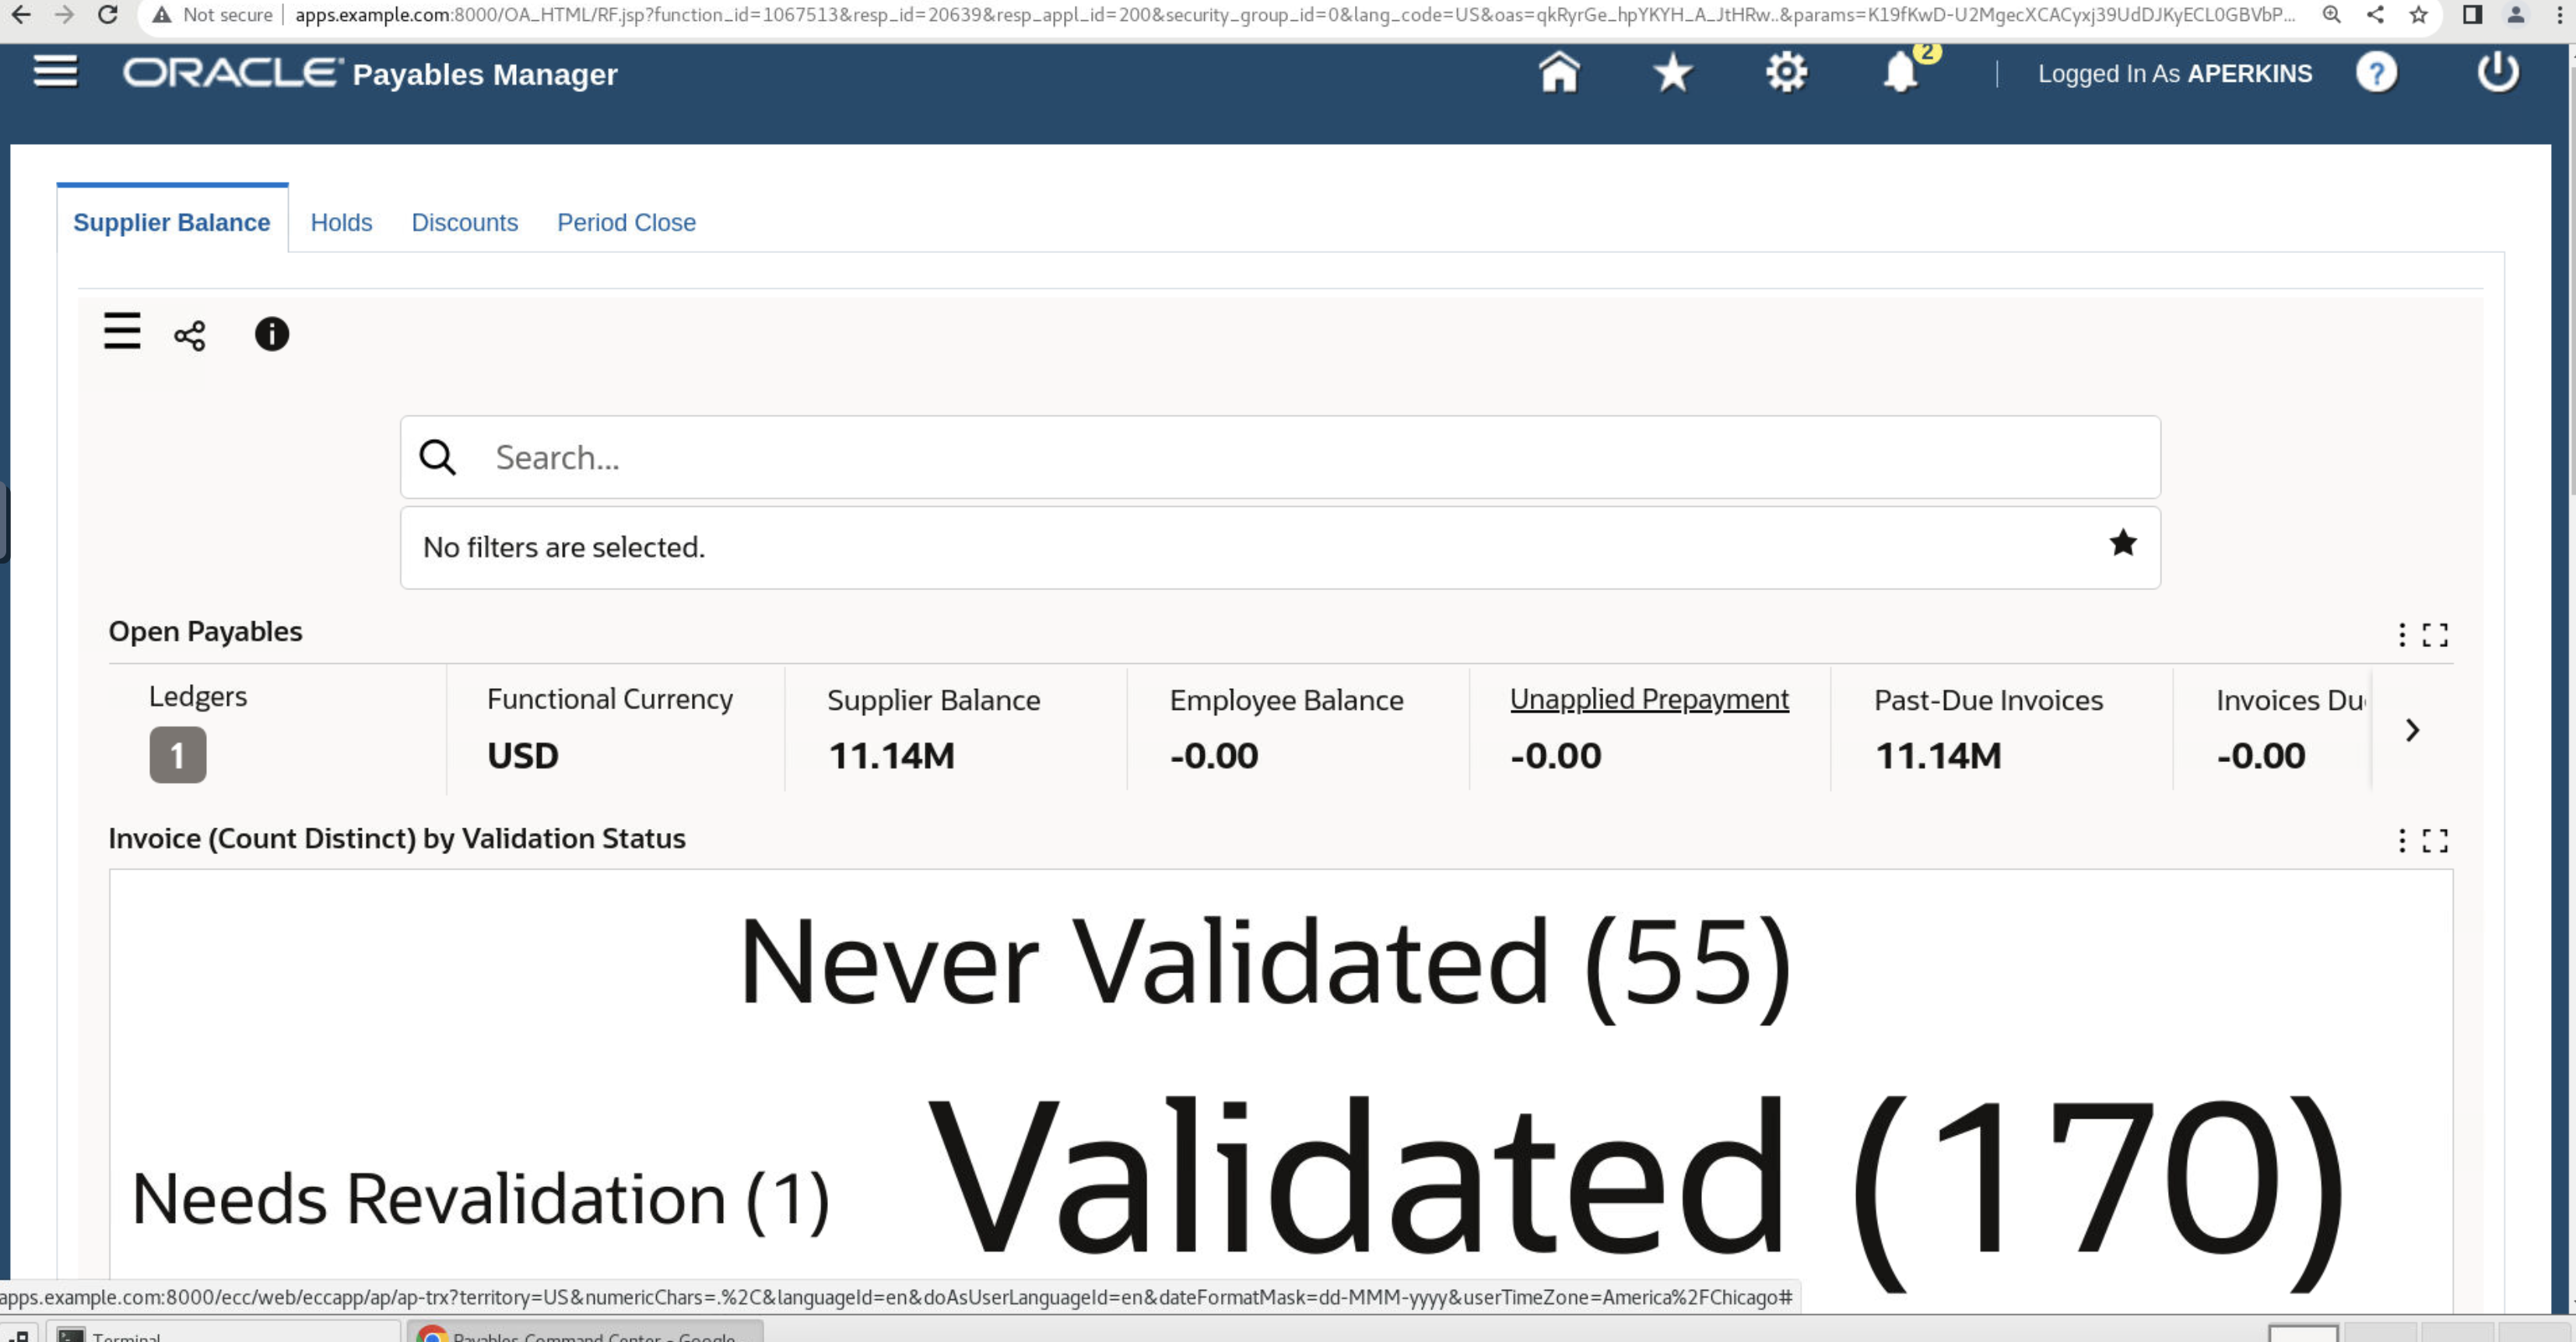 Not secure | apps.example.com:8000/OA_HTML/RF.jsp?function_id=1067513&resp_id=20639&resp_appl_id=200&security_group_id=0&lang_code=US&oas=qkRyrGe_hpYKYH_A_JtHRw..&params=K19fKwD-U2MgecXCACyxj39UdDJKyECL0GBVbP...
ORACLE Payables Manager
2
Logged In As APERKINS
?
Supplier Balance Holds Discounts Period Close
i
Search...
No filters are selected.
Open Payables
Ledgers Functional Currency Supplier Balance Employee Balance Unapplied Prepayment Past-Due Invoices Invoices Du
1 USD 11.14M -0.00 -0.00 11.14M -0.00
Invoice (Count Distinct) by Validation Status
Never Validated (55)
Needs Revalidation (1) Validated (170)
apps.example.com:8000/ecc/web/eccapp/ap/ap-trx?territory=US&numericChars=.%2C&languageId=en&doAsUserLanguageId=en&dateFormatMask=dd-MMM-yyyy&userTimeZone=America%2FChicago#
Terminal Payables Command Center - Google